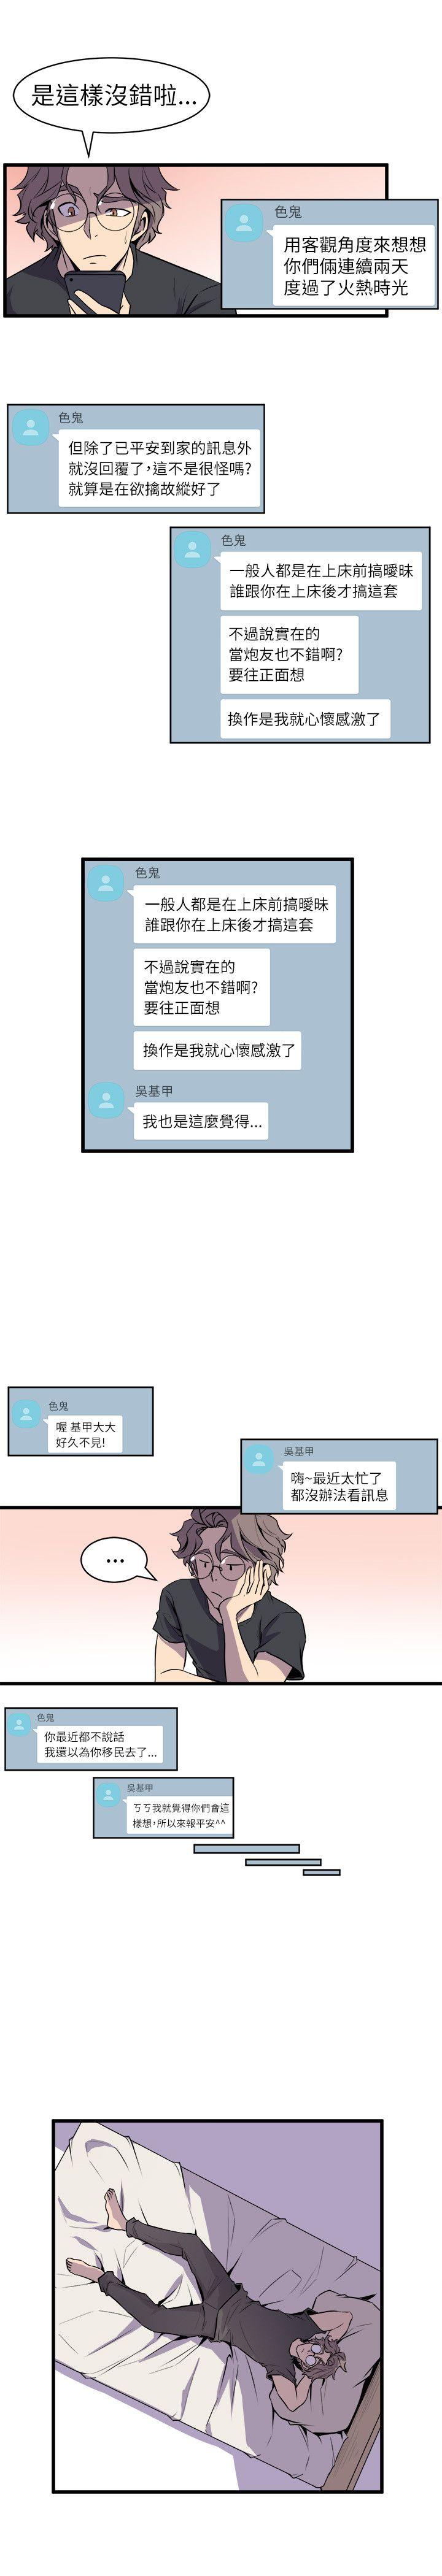 是這樣沒錯啦...
色鬼
用客觀角度來想想
你們倆連續兩天
度過了火熱時光
色鬼
但除了已平安到家的訊息外
就沒回覆了，這不是很怪嗎?
就算是在欲擒故縱好了
色鬼
一般人都是在上床前搞曖昧
誰跟你在上床後才搞這套
不過說實在的
當炮友也不錯啊?
要往正面想
換作是我就心懷感激了
色鬼
一般人都是在上床前搞曖昧
誰跟你在上床後才搞這套
不過說實在的
當炮友也不錯啊?
要往正面想
換作是我就心懷感激了
吳基甲
我也是這麼覺得...
色鬼
喔 基甲大大
好久不見!
吳基甲
嗨~最近太忙了
都沒辦法看訊息
...
色鬼
你最近都不說話
我還以為你移民去了...
吳基甲
ㄎㄎ我就覺得你們會這
樣想，所以來報平安^^